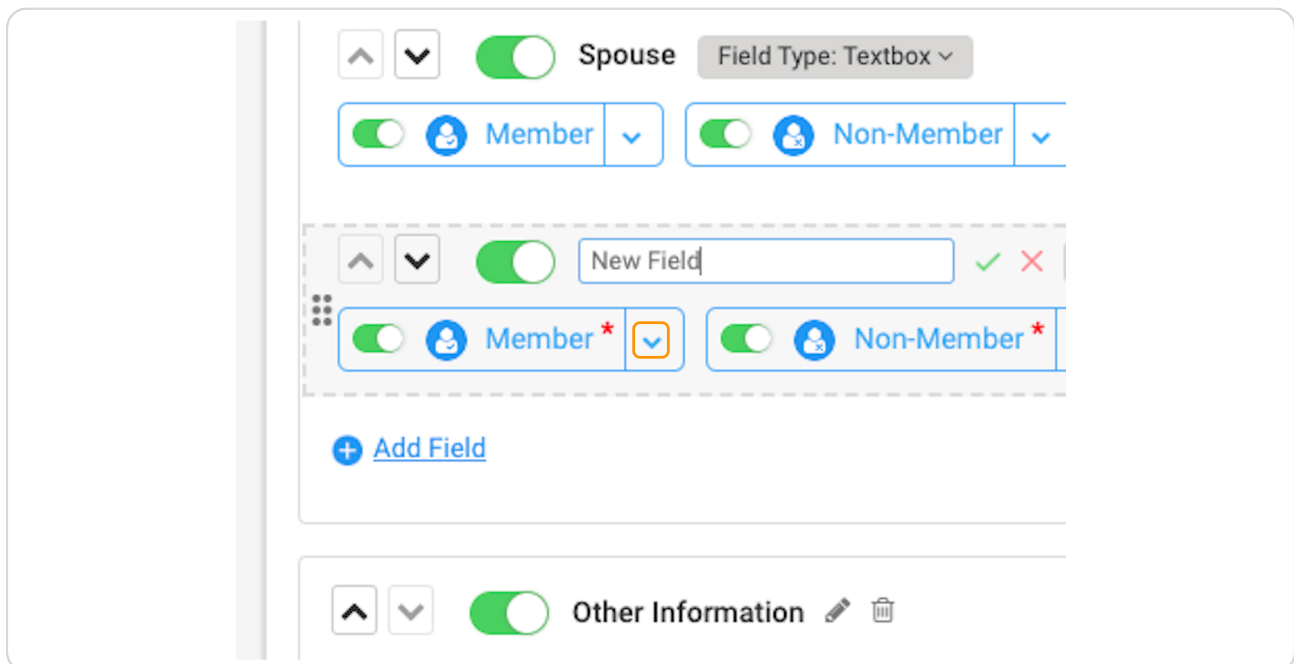 Spouse Field Type: Textbox
Member Non-Member
New Field
Member * Non-Member *
Add Field
Other Information